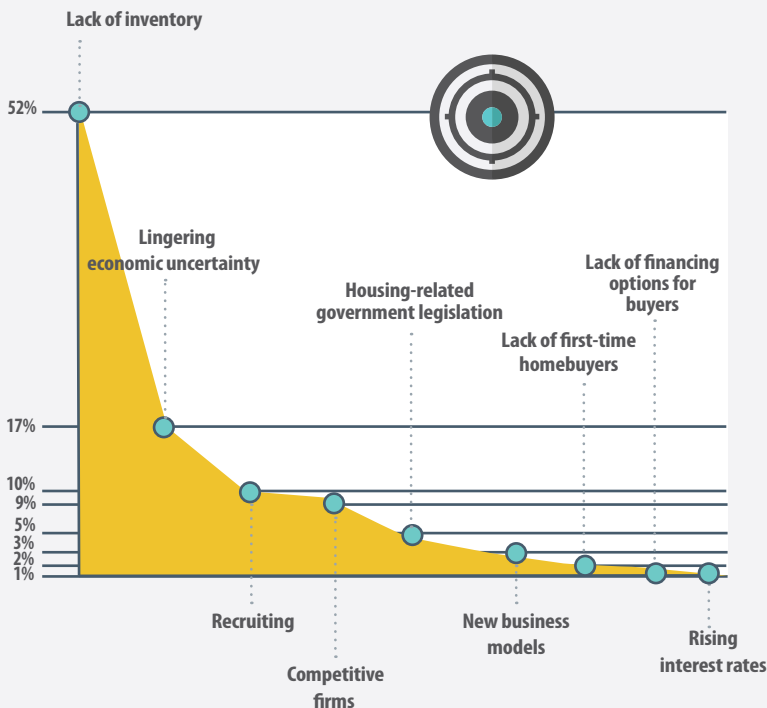 Lack of inventory
52%
Lingering
economic uncertainty
Housing-related
government legislation
Lack of financing
options for
buyers
Lack of first-time
homebuyers
17%
10%
9%
5%
3%
2%
1%
Recruiting
Competitive
firms
New business
models
Rising
interest rates